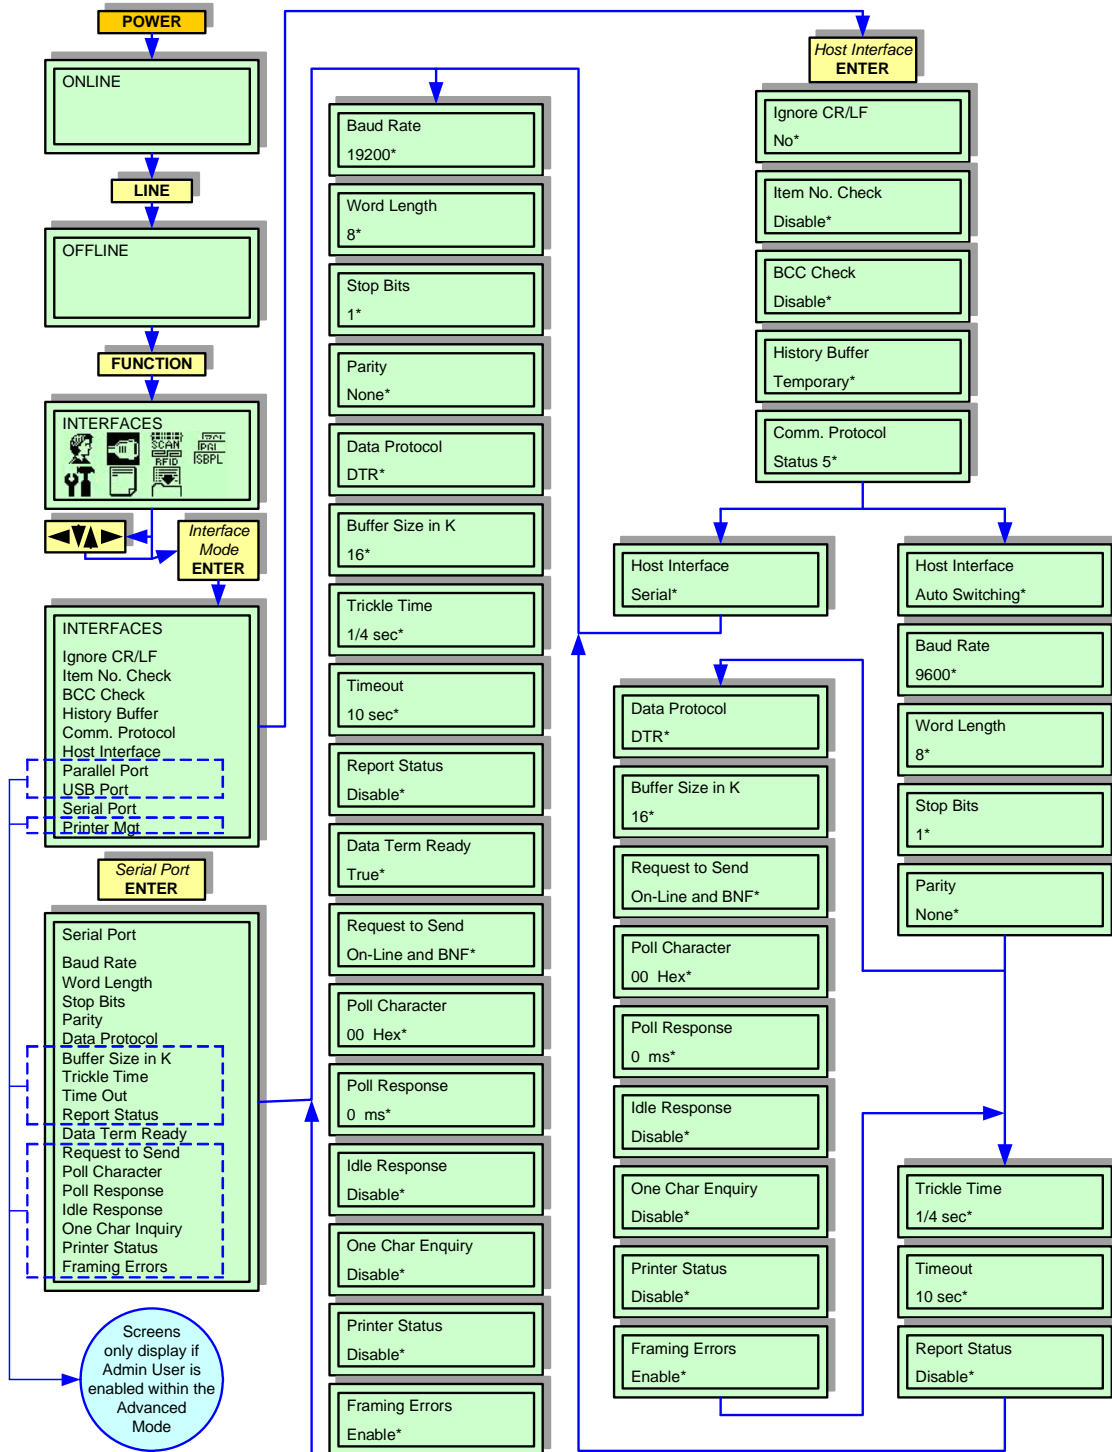 POWER
ONLINE
LINE
OFFLINE
FUNCTION
INTERFACES
SCAN
RFID
PGL
SBPL
Interface
Mode
ENTER
INTERFACES
Ignore CR/LF
Item No. Check
BCC Check
History Buffer
Comm. Protocol
Host Interface
Parallel Port
USB Port
Serial Port
Printer Mgt
Serial Port
ENTER
Serial Port
Baud Rate
Word Length
Stop Bits
Parity
Data Protocol
Buffer Size in K
Trickle Time
Time Out
Report Status
Data Term Ready
Request to Send
Poll Character
Poll Response
Idle Response
One Char Inquiry
Printer Status
Framing Errors
Screens
only display if
Admin User is
enabled within the
Advanced
Mode
Baud Rate
19200*
Word Length
8*
Stop Bits
1*
Parity
None*
Data Protocol
DTR*
Buffer Size in K
16*
Trickle Time
1/4 sec*
Timeout
10 sec*
Report Status
Disable*
Data Term Ready
True*
Request to Send
On-Line and BNF*
Poll Character
00 Hex*
Poll Response
0 ms*
Idle Response
Disable*
One Char Enquiry
Disable*
Printer Status
Disable*
Framing Errors
Enable*
Host Interface
ENTER
Ignore CR/LF
No*
Item No. Check
Disable*
BCC Check
Disable*
History Buffer
Temporary*
Comm. Protocol
Status 5*
Host Interface
Serial*
Data Protocol
DTR*
Buffer Size in K
16*
Request to Send
On-Line and BNF*
Poll Character
00 Hex*
Poll Response
0 ms*
Idle Response
Disable*
One Char Enquiry
Disable*
Printer Status
Disable*
Framing Errors
Enable*
Host Interface
Auto Switching*
Baud Rate
9600*
Word Length
8*
Stop Bits
1*
Parity
None*
Trickle Time
1/4 sec*
Timeout
10 sec*
Report Status
Disable*